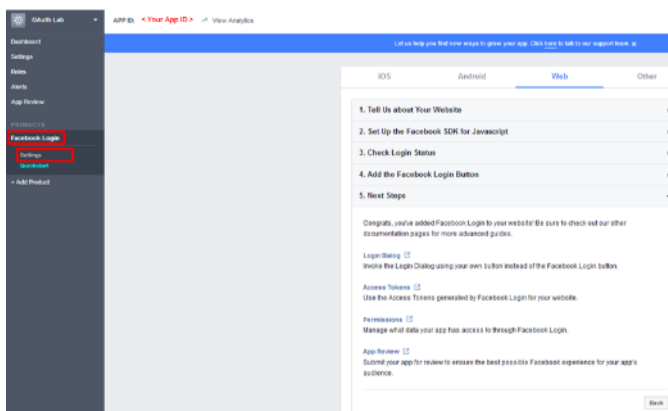 OAuth Lab
APP ID: < Your App ID > View Analytics
Let us help you find new ways to grow your app. Click here to talk to our support team. x
Dashboard
Settings
Roles
Alerts
App Review
PRODUCTS
Facebook Login
Settings
Quickstart
+ Add Product
iOS Android Web Other
1. Tell Us about Your Website
2. Set Up the Facebook SDK for Javascript
3. Check Login Status
4. Add the Facebook Login Button
5. Next Steps
Congrats, you've added Facebook Login to your website! Be sure to check out our other
documentation pages for more advanced guides.
Login Dialog
Invoke the Login Dialog using your own button instead of the Facebook Login button.
Access Tokens
Use the Access Tokens generated by Facebook Login for your website.
Permissions
Manage what data your app has access to through Facebook Login.
App Review
Submit your app for review to ensure the best possible Facebook experience for your app's
audience.
Back